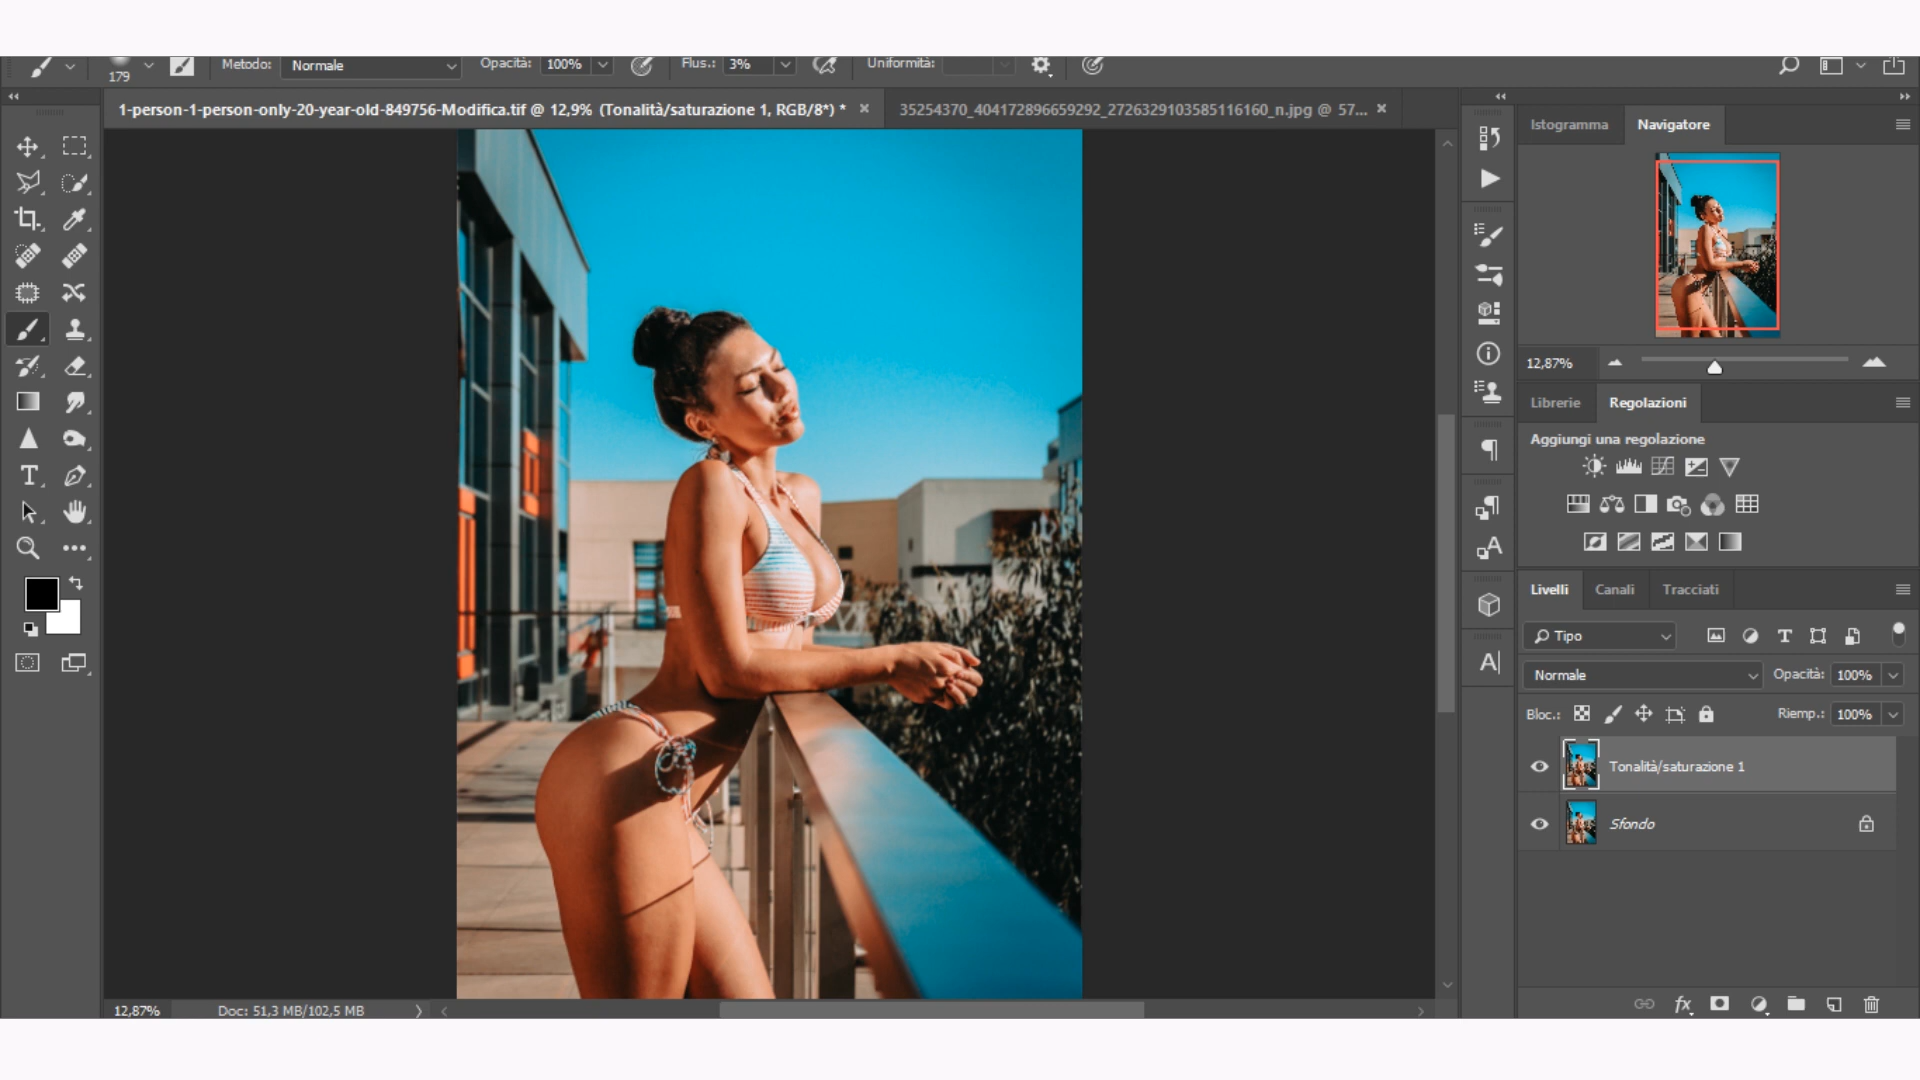 179
Metodo:
Normale
Opacità:
100%
Flus.:
3%
Uniformità:
1-person-1-person-only-20-year-old-849756-Modifica.tif @ 12,9% (Tonalità/saturazione 1, RGB/8*) *
35254370_404172896659292_2726329103585116160_n.jpg @ 57...
Istogramma
Navigatore
12,87%
Librerie
Regolazioni
Aggiungi una regolazione
Livelli
Canali
Tracciati
Tipo
Normale
Opacità:
100%
Bloc.:
Riemp.:
100%
Tonalità/saturazione 1
Sfondo
12,87%
Doc: 51,3 MB/102,5 MB